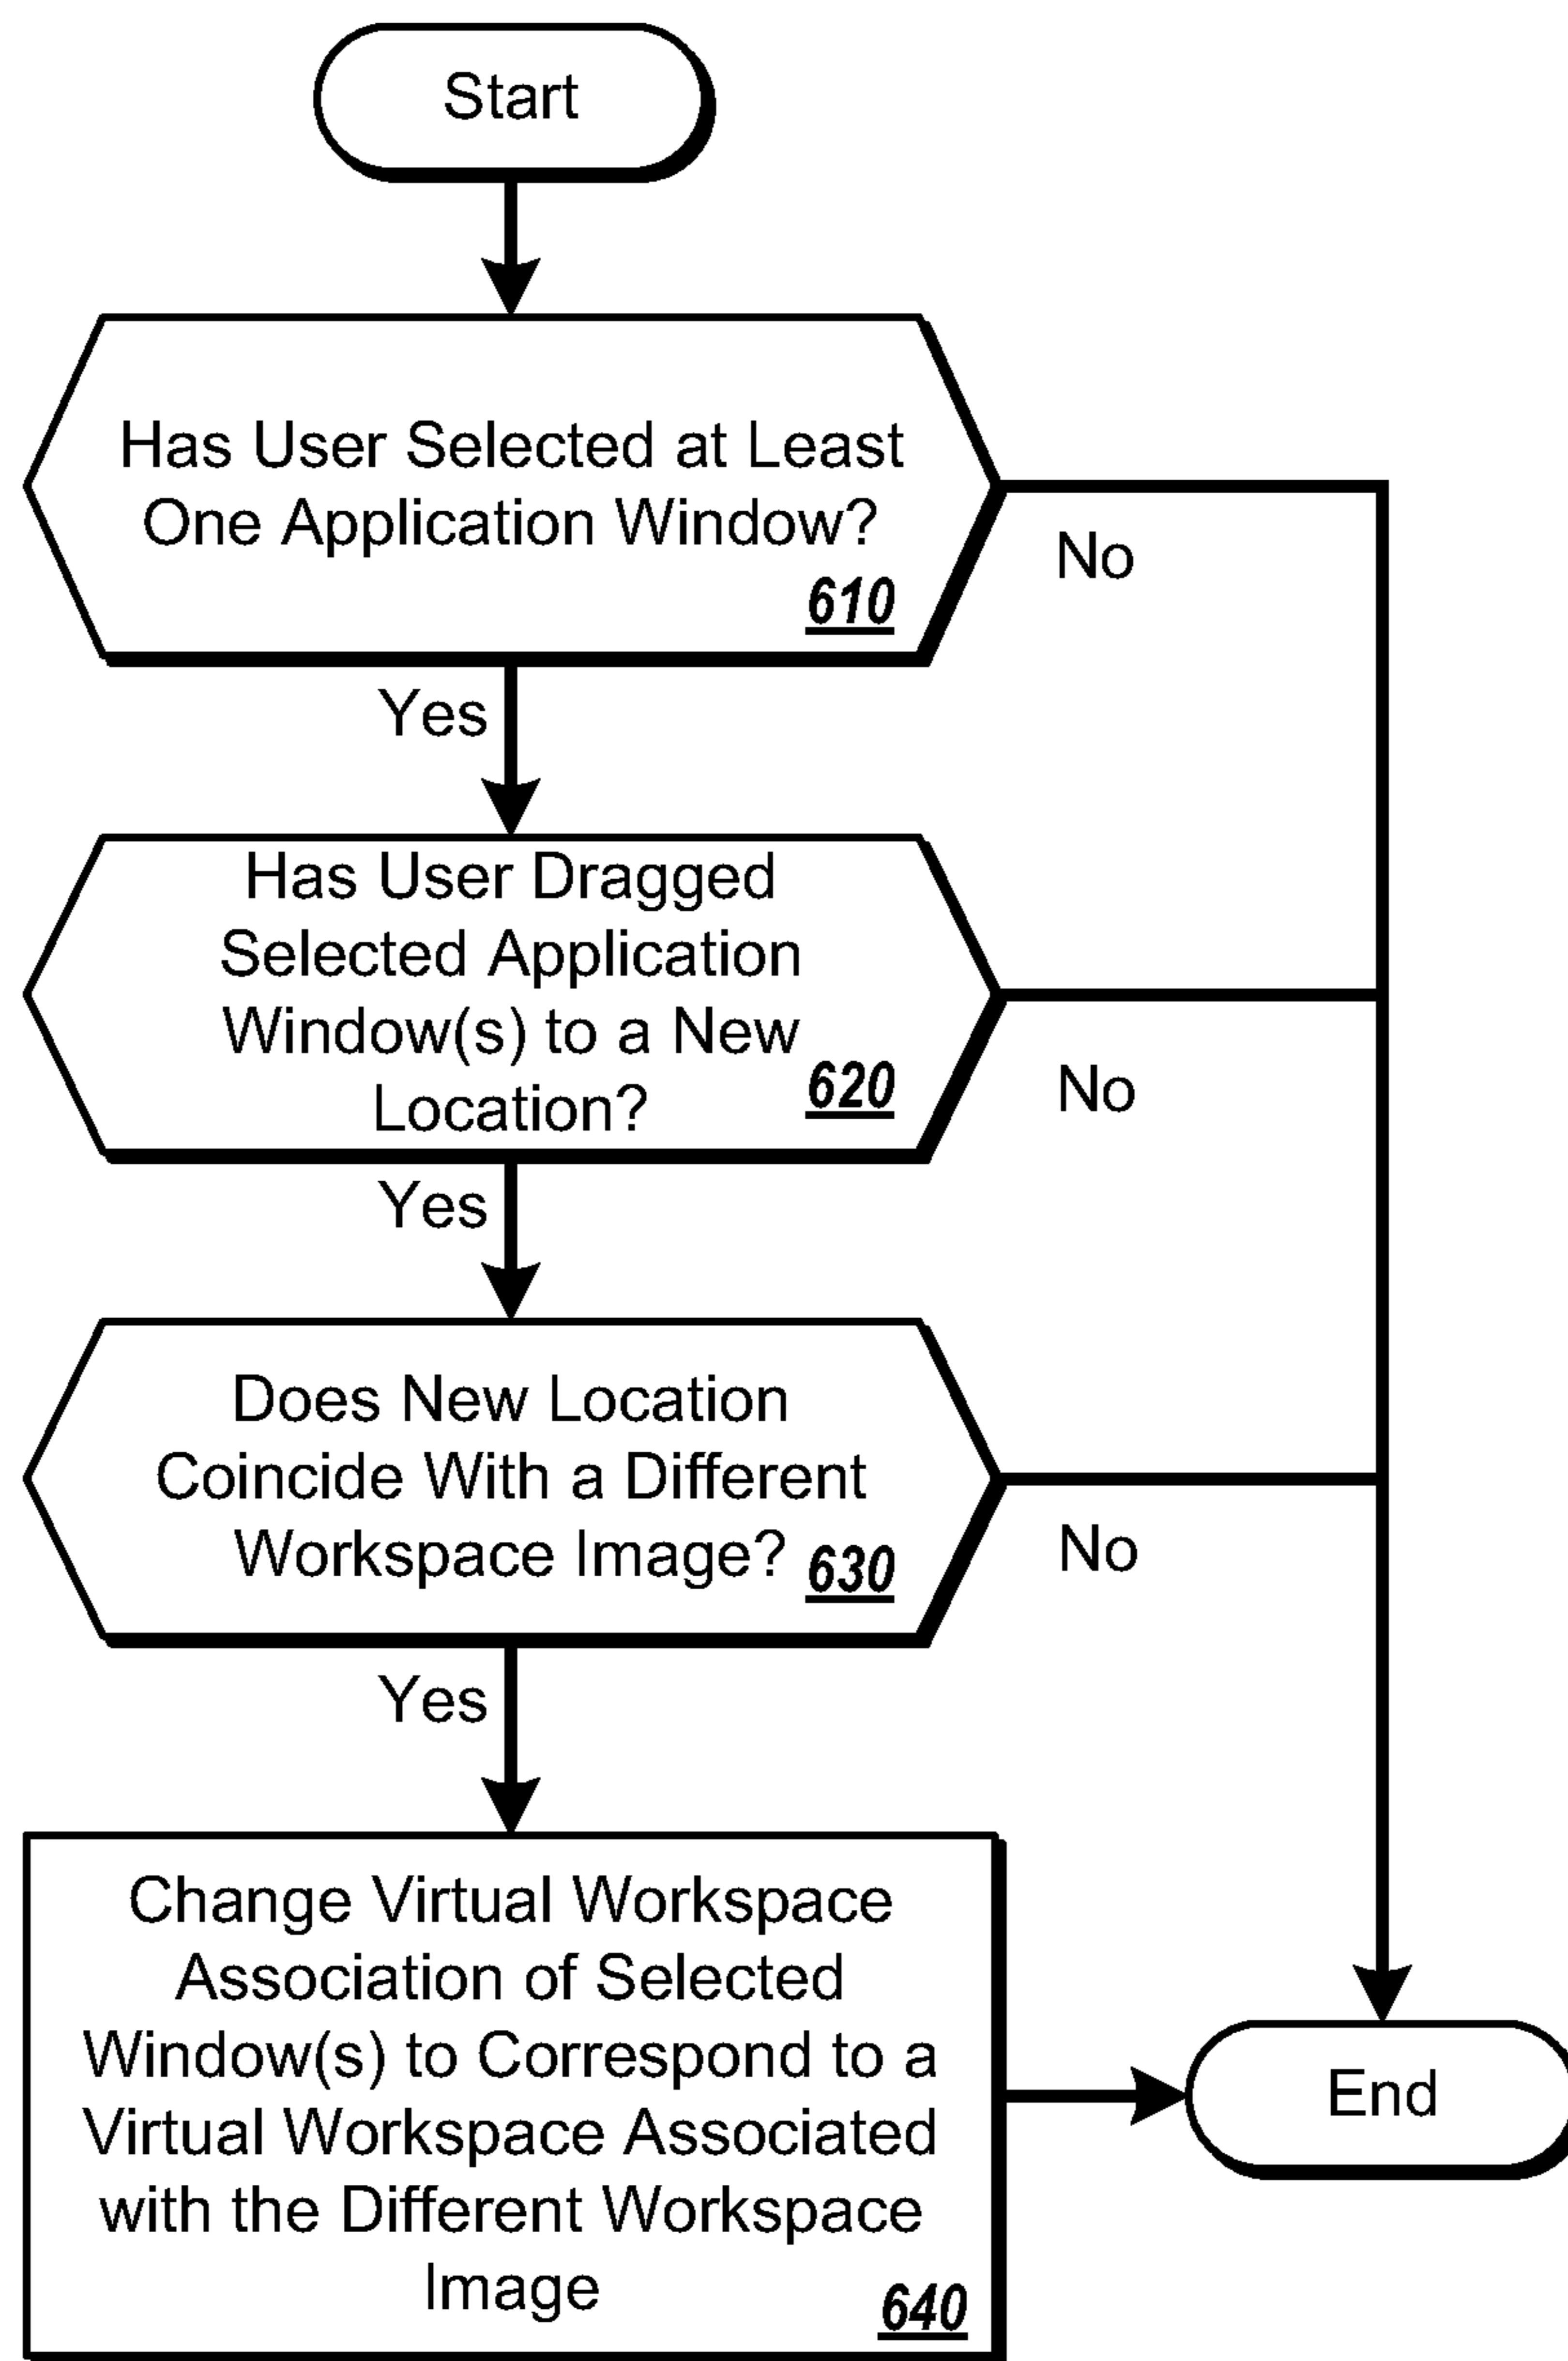 Start
Has User Selected at Least
One Application Window?
610
No
Yes
Has User Dragged
Selected Application
Window(s) to a New
Location?
620
No
Yes
Does New Location
Coincide With a Different
Workspace Image?
630
No
Yes
Change Virtual Workspace
Association of Selected
Window(s) to Correspond to a
Virtual Workspace Associated
with the Different Workspace
Image
640
End